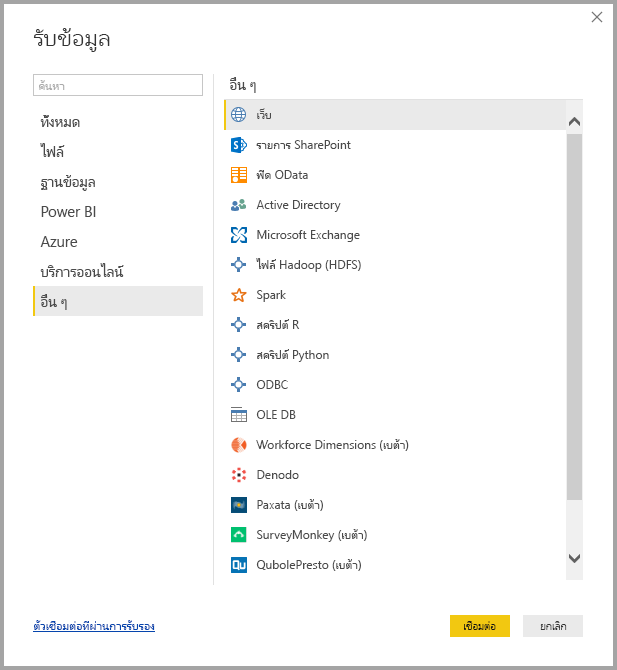 รับข้อมูล
ค้นหา
ทั้งหมด
ไฟล์
ฐานข้อมูล
Power BI
Azure
บริการออนไลน์
อื่น ๆ
อื่น ๆ
เว็บ
รายการ SharePoint
ฟีด OData
Active Directory
Microsoft Exchange
ไฟล์ Hadoop (HDFS)
Spark
สคริปต์ R
สคริปต์ Python
ODBC
OLE DB
Workforce Dimensions (เบต้า)
Denodo
Paxata (เบต้า)
SurveyMonkey (เบต้า)
Qu QubolePresto (เบต้า)
ตัวเชื่อมต่อที่ผ่านการรับรอง
เชื่อมต่อ
ยกเลิก